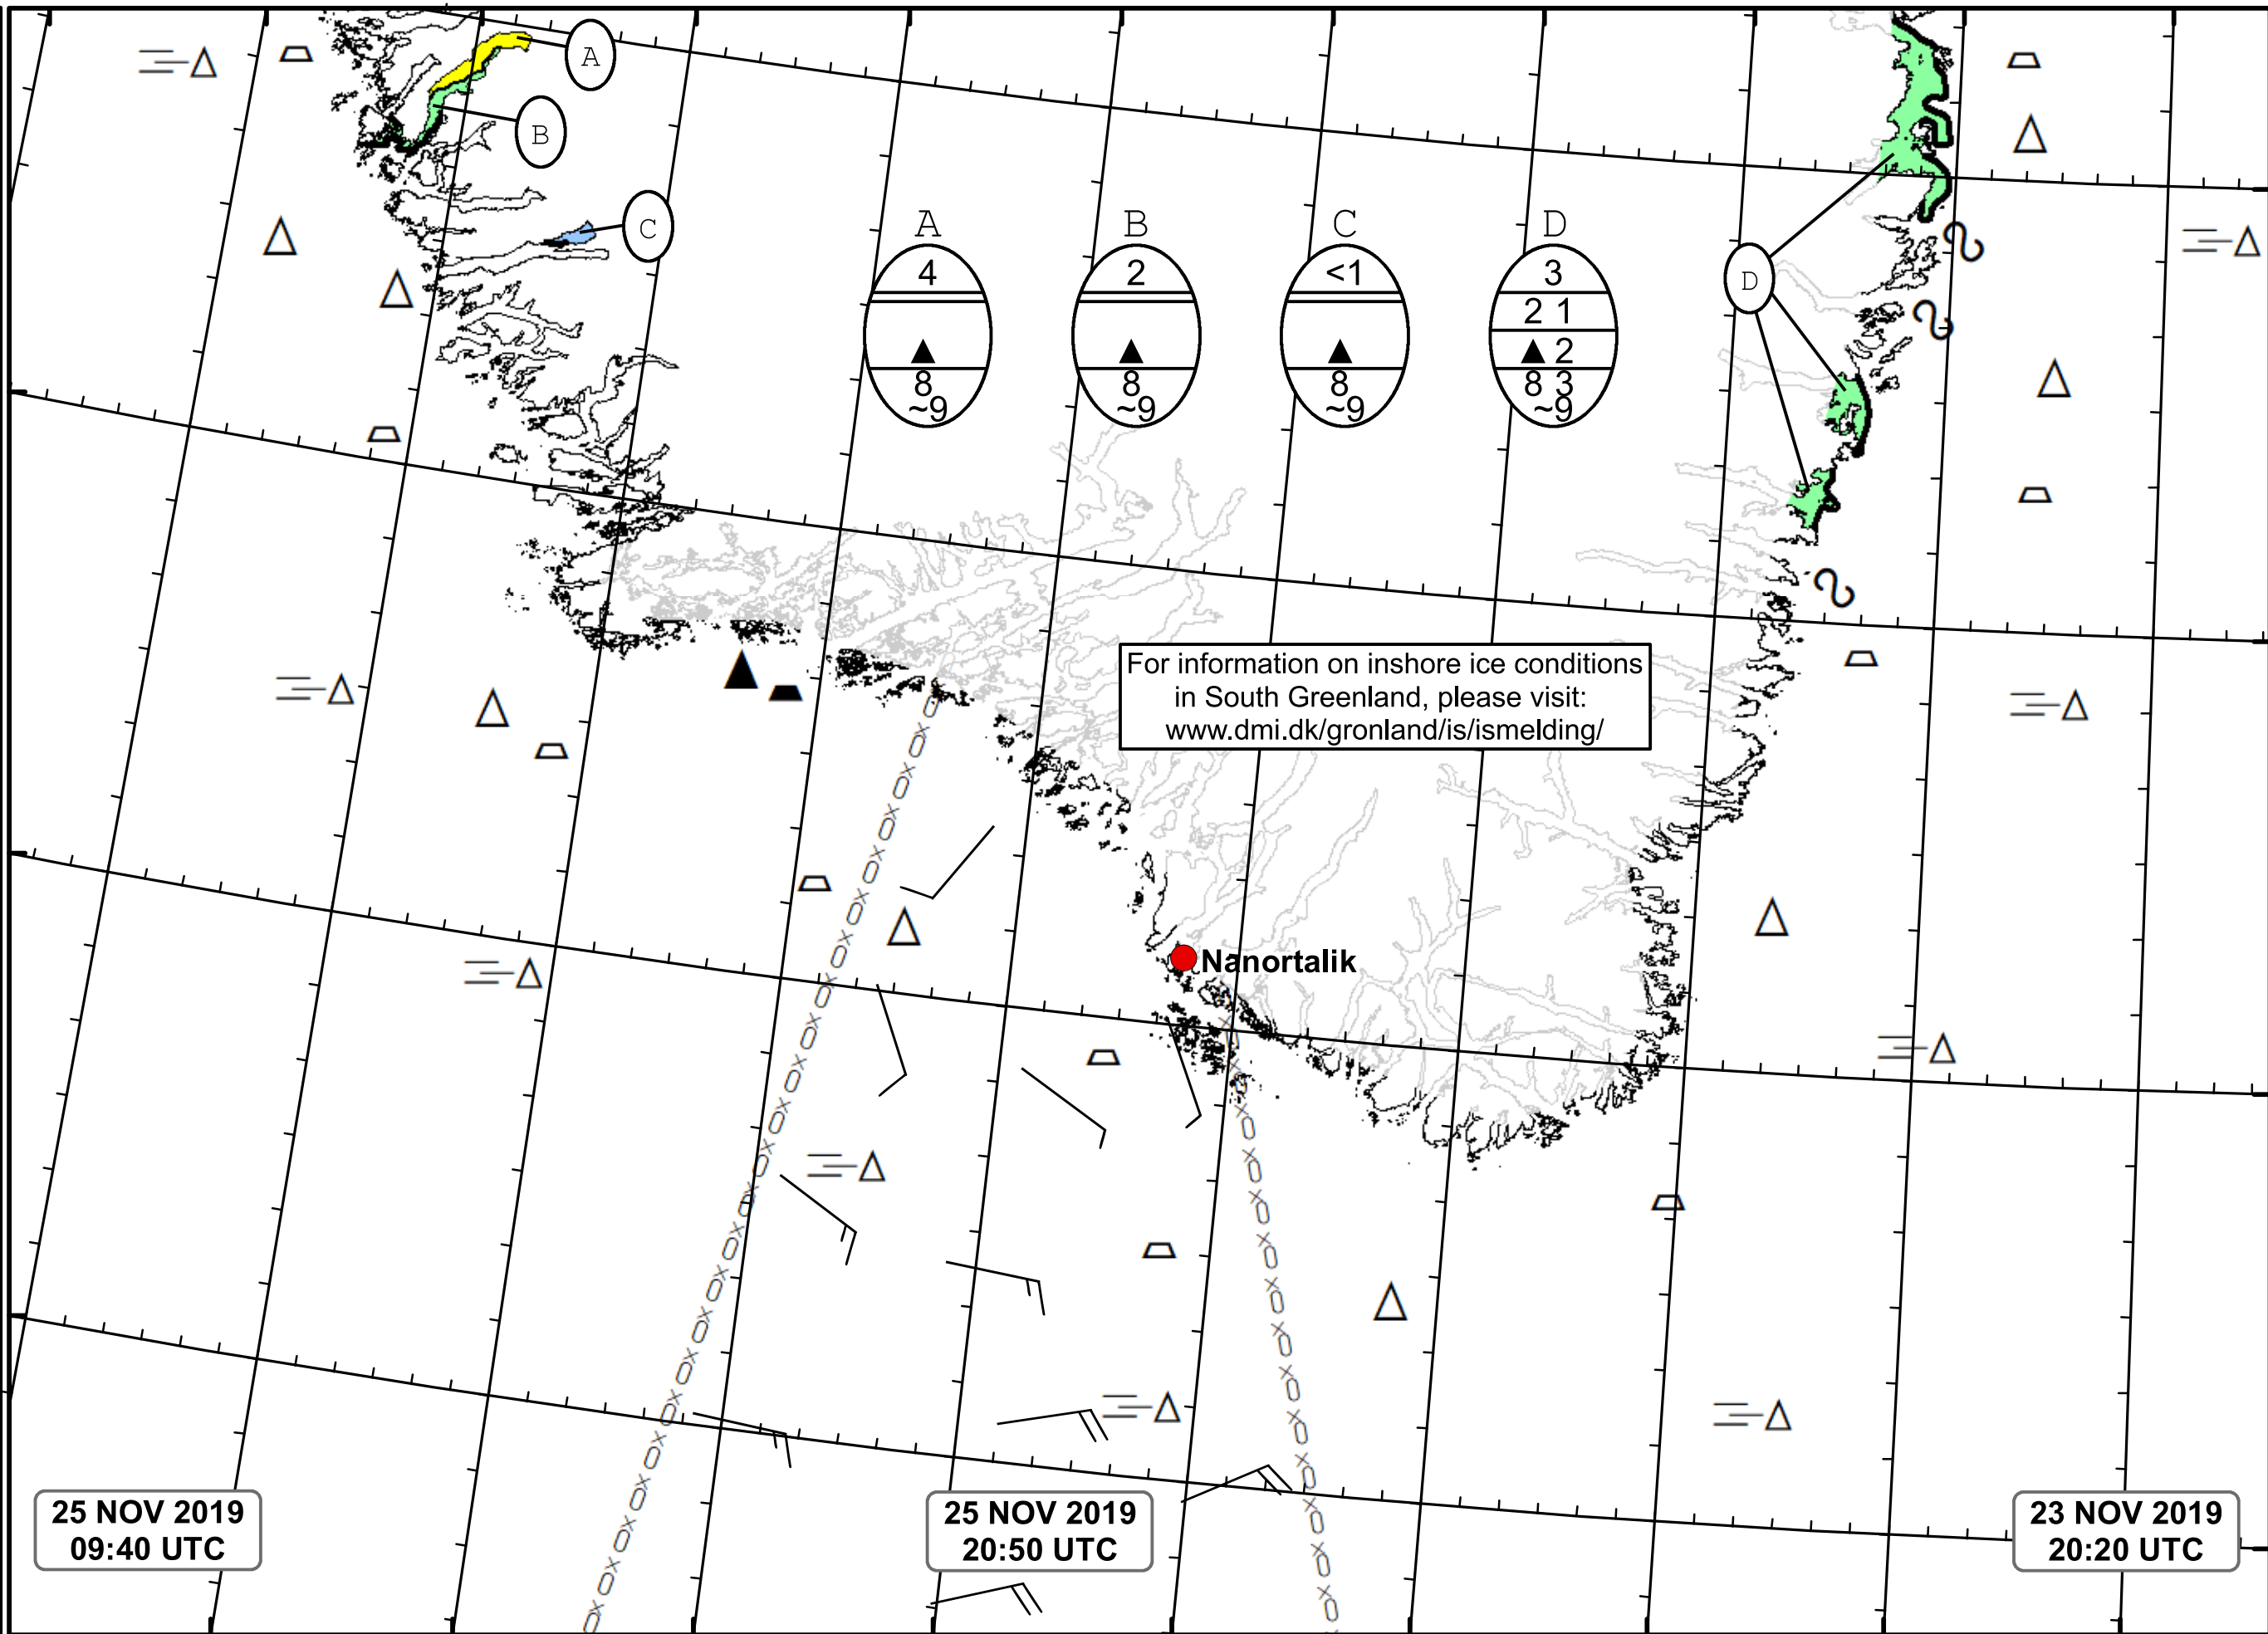 A
B
C
A
B
C
D
4
2
<1
3
2 1
▲
▲
▲
▲ 2
8
8
8
8 3
~9
~9
~9
~9
D
For information on inshore ice conditions
in South Greenland, please visit:
www.dmi.dk/gronland/is/ismelding/
Nanortalik
25 NOV 2019
09:40 UTC
25 NOV 2019
20:50 UTC
23 NOV 2019
20:20 UTC